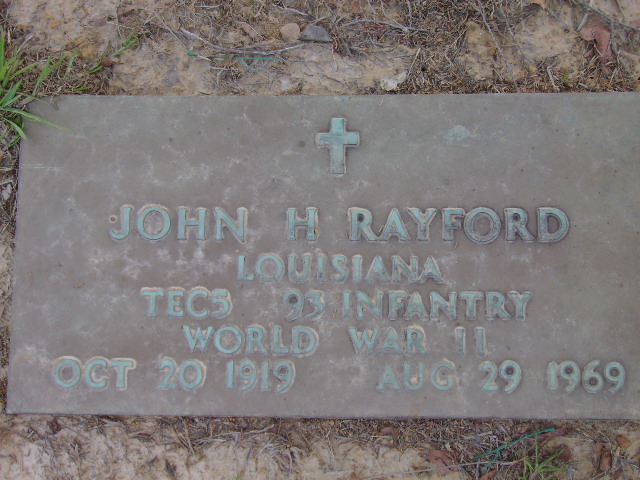 JOHN H RAYFORD
LOUISIANA
TEC5 93 INFANTRY
WORLD WAR II
OCT 20 1919 AUG 29 1969